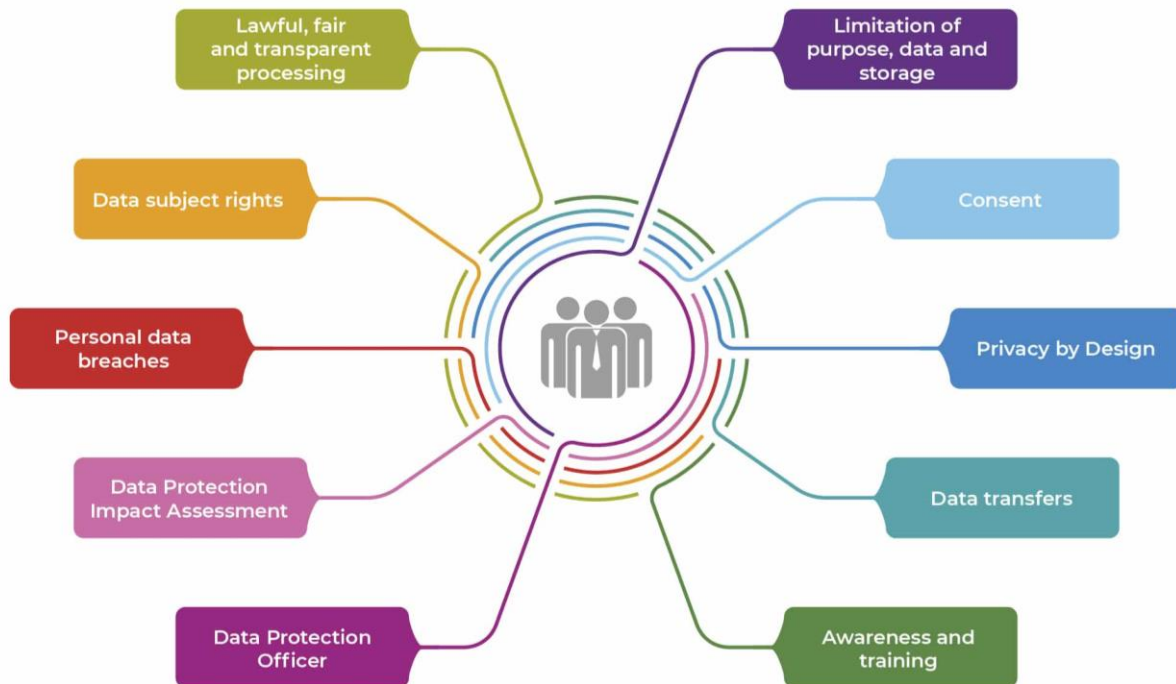 Lawful, fair
and transparent
processing
Limitation of
purpose, data and
storage
Data subject rights
Consent
Personal data
breaches
Privacy by Design
Data Protection
Impact Assessment
Data transfers
Data Protection
Officer
Awareness and
training